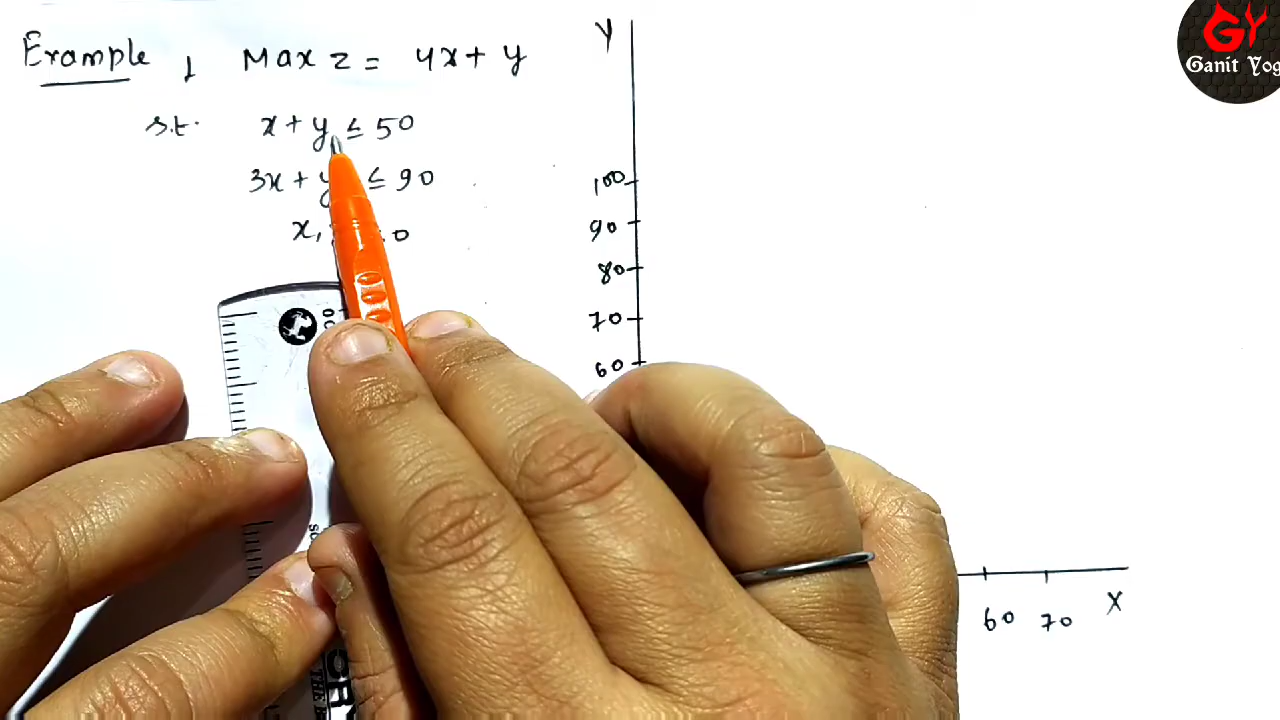 Example 1 Max Z = 4x + y
s.t. x + y ≤ 50
3x + y ≤ 90
x, 0
Y
100
90
80
70
60
60 70 X
GY
Ganit Yog